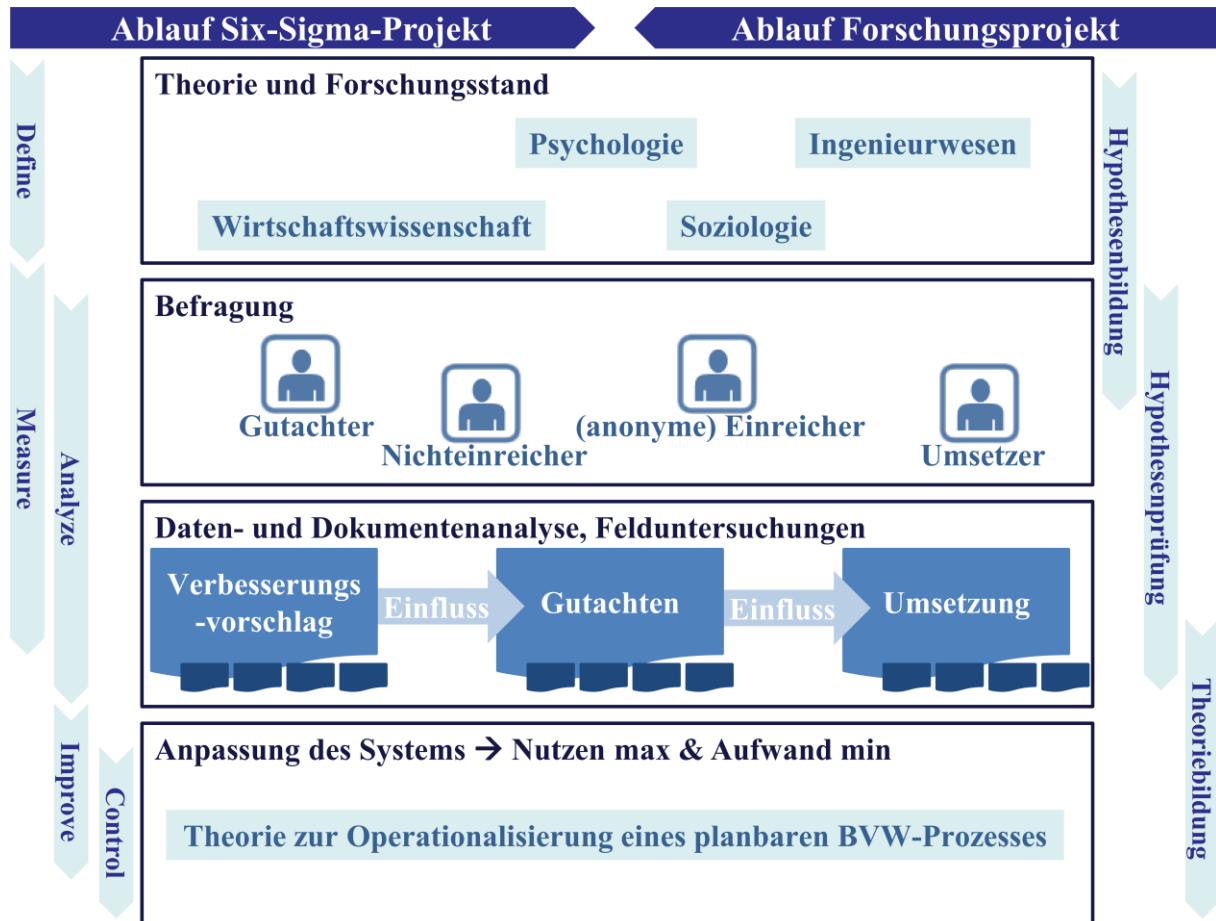 Ablauf Six-Sigma-Projekt
Ablauf Forschungsprojekt
Define
Measure
Analyze
Improve
Control
Theorie und Forschungsstand
Psychologie
Ingenieurwesen
Wirtschaftswissenschaft
Soziologie
Befragung
Gutachter
Nichteinreicher
(anonyme) Einreicher
Umsetzer
Daten- und Dokumentenanalyse, Felduntersuchungen
Verbesserungs
-vorschlag
Einfluss
Gutachten
Einfluss
Umsetzung
Anpassung des Systems → Nutzen max & Aufwand min
Theorie zur Operationalisierung eines planbaren BVW-Prozesses
Hypothesenbildung
Hypothesenprüfung
Theoriebildung